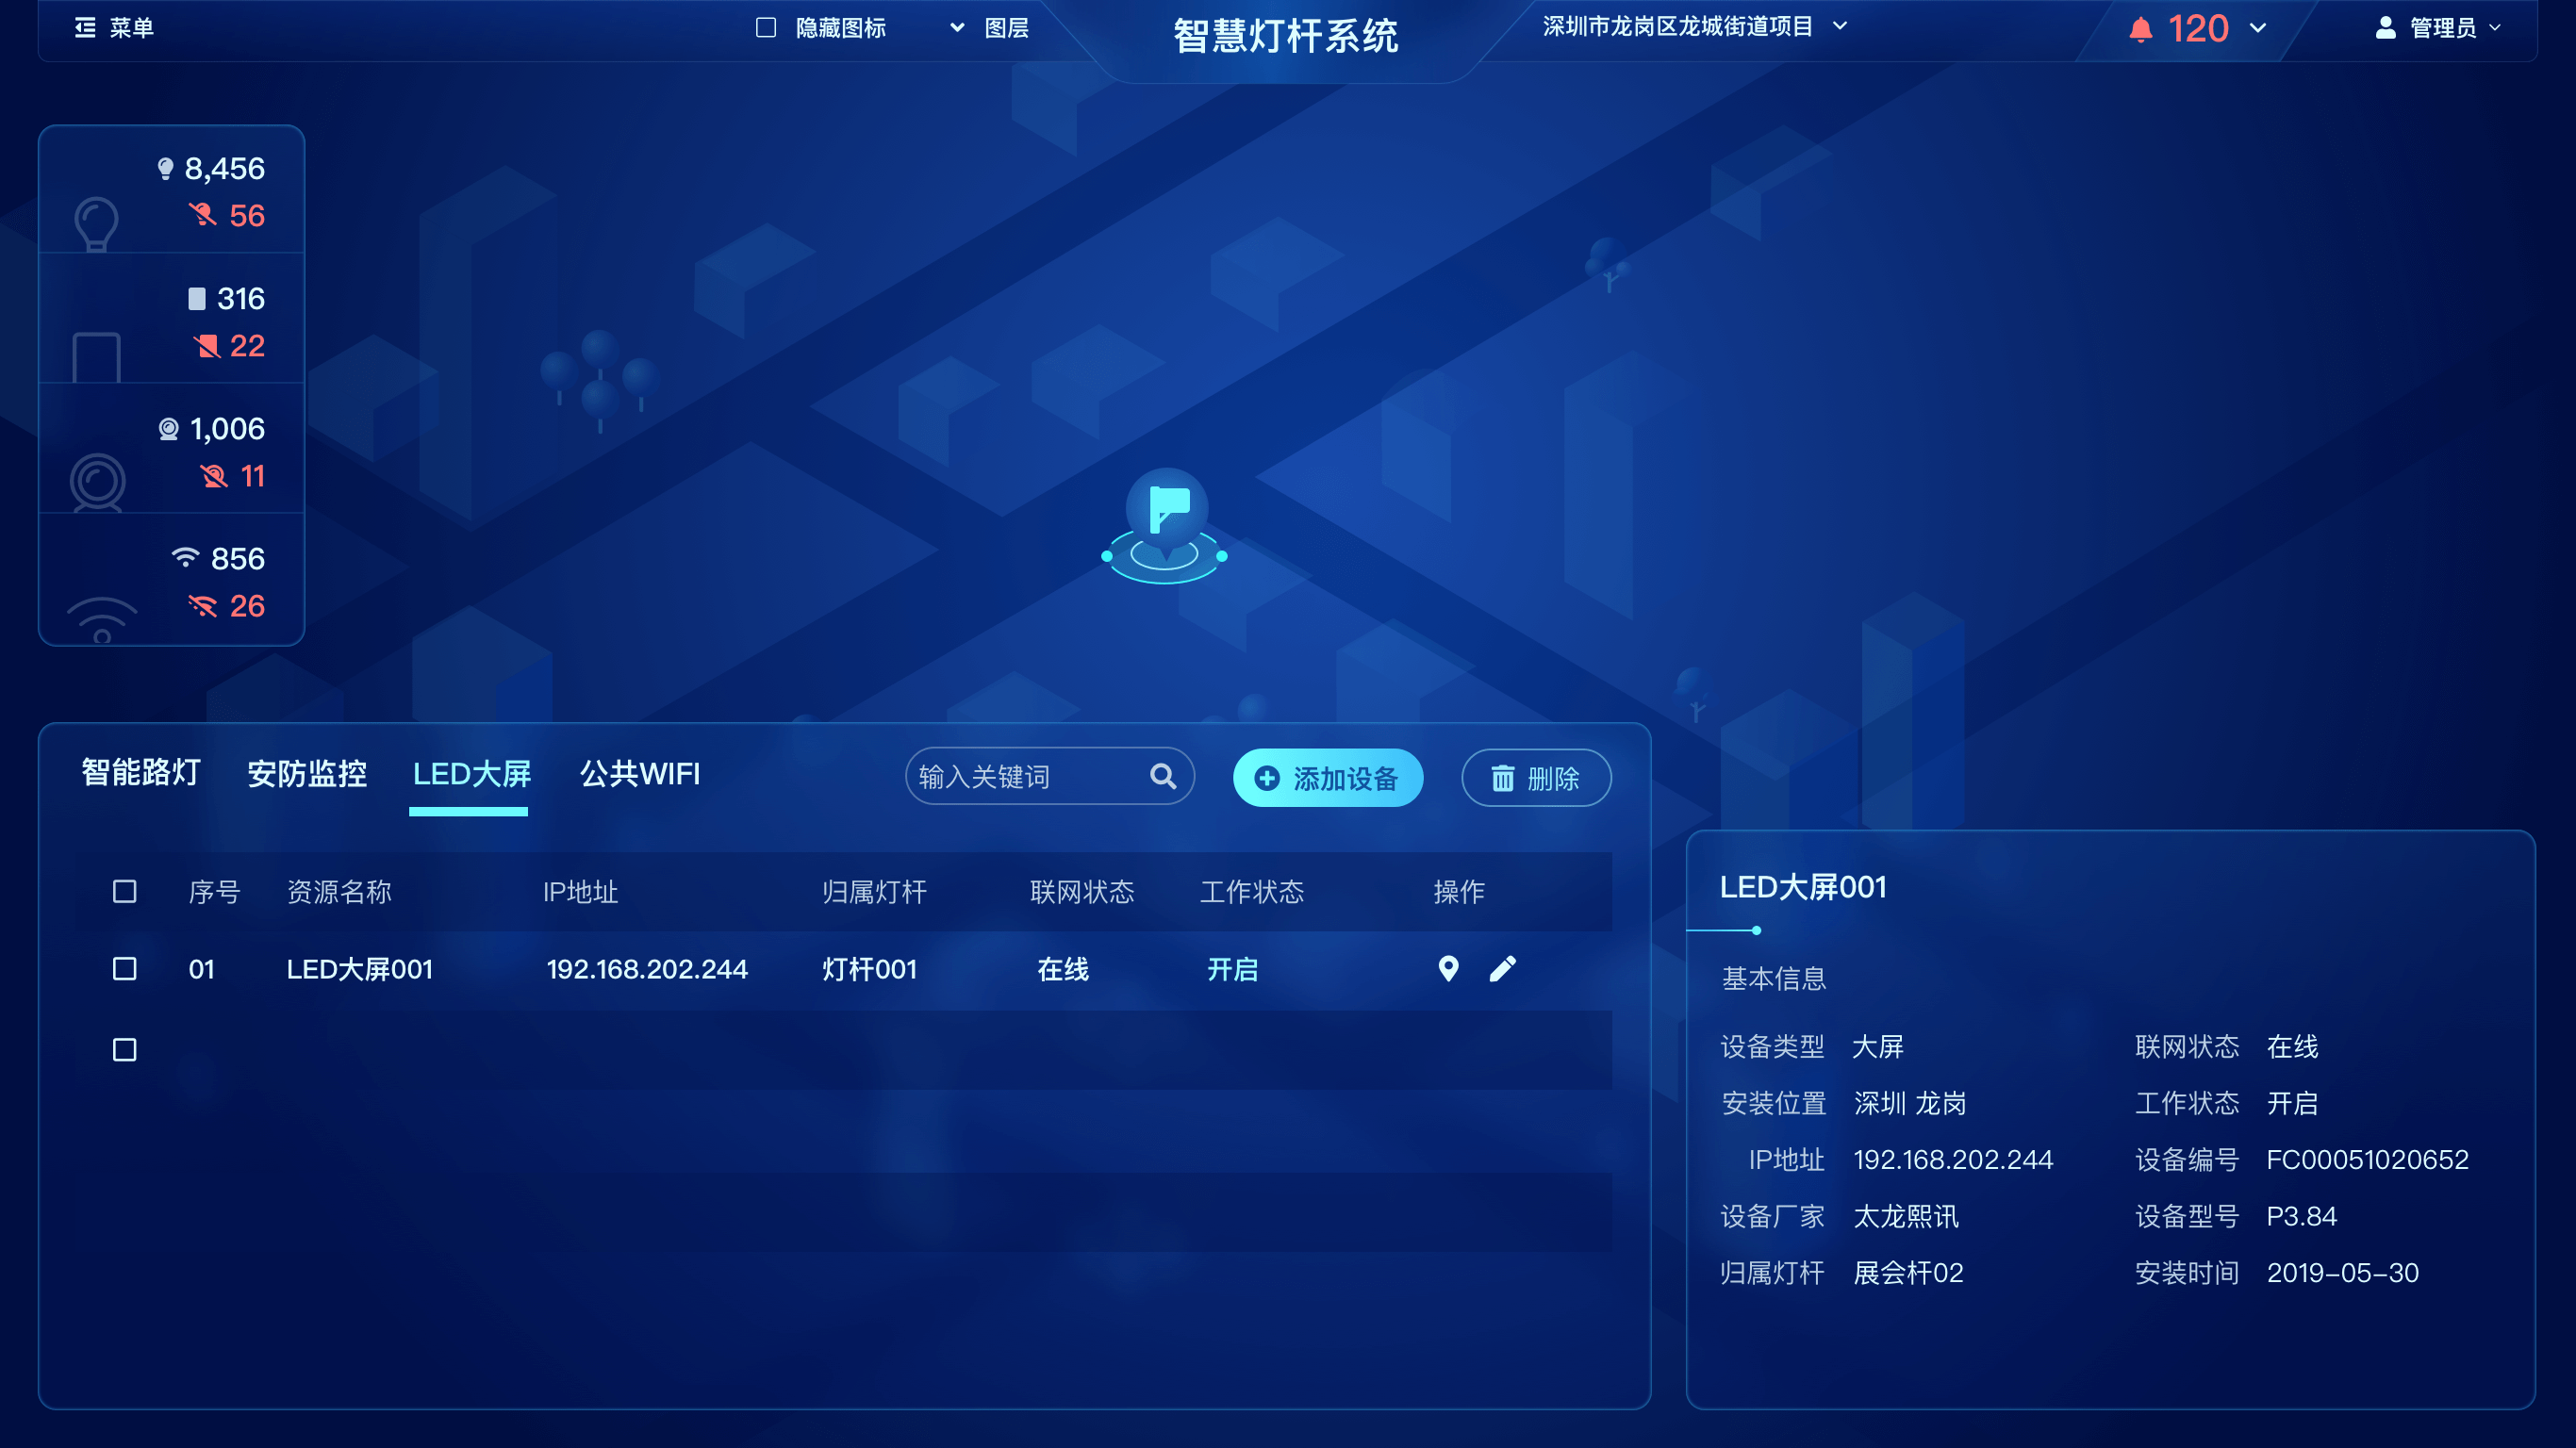 菜单 隐藏图标 图层 智慧灯杆系统 深圳市龙岗区龙城街道项目 120 管理员
8,456
56
316
22
1,006
11
856
26
智能路灯 安防监控 LED大屏 公共WIFI 输入关键词 添加设备 删除
序号 资源名称 IP地址 归属灯杆 联网状态 工作状态 操作
01 LED大屏001 192.168.202.244 灯杆001 在线 开启
LED大屏001
基本信息
设备类型 大屏 联网状态 在线
安装位置 深圳 龙岗 工作状态 开启
IP地址 192.168.202.244 设备编号 FC00051020652
设备厂家 太龙熙讯 设备型号 P3.84
归属灯杆 展会杆02 安装时间 2019-05-30